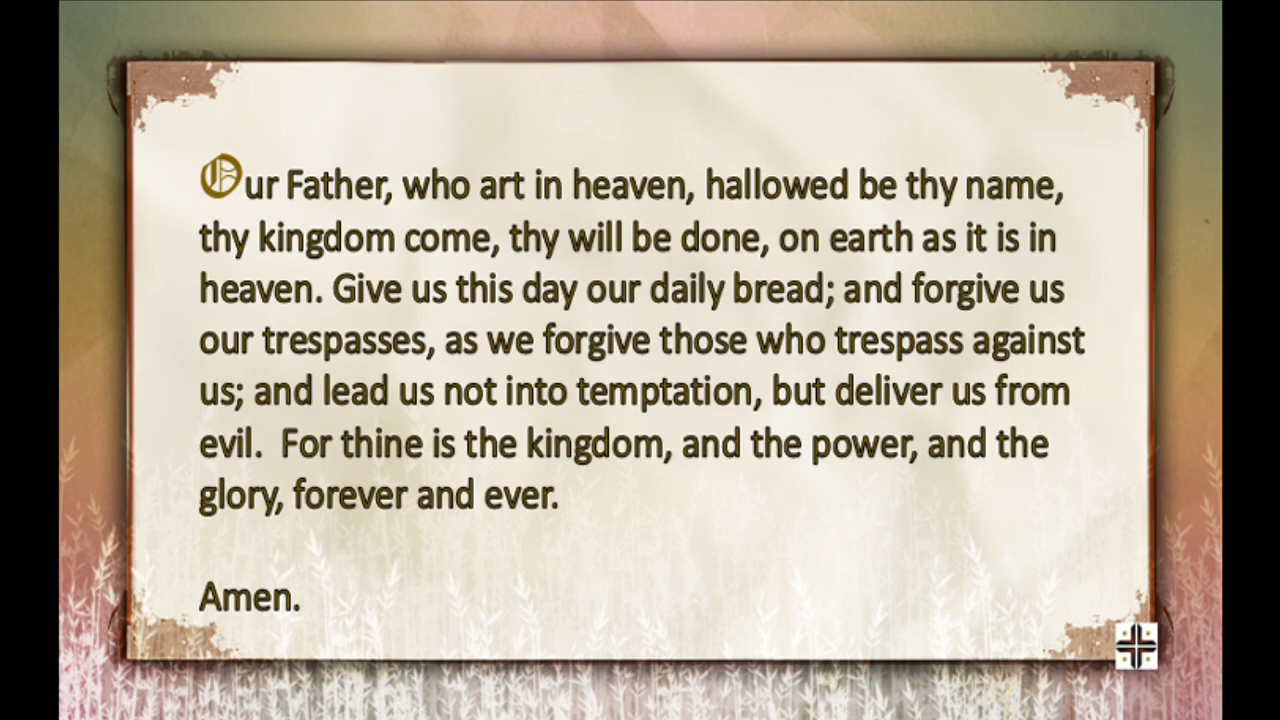 Our Father, who art in heaven, hallowed be thy name,
thy kingdom come, thy will be done, on earth as it is in
heaven. Give us this day our daily bread; and forgive us
our trespasses, as we forgive those who trespass against
us; and lead us not into temptation, but deliver us from
evil.  For thine is the kingdom, and the power, and the
glory, forever and ever.
Amen.